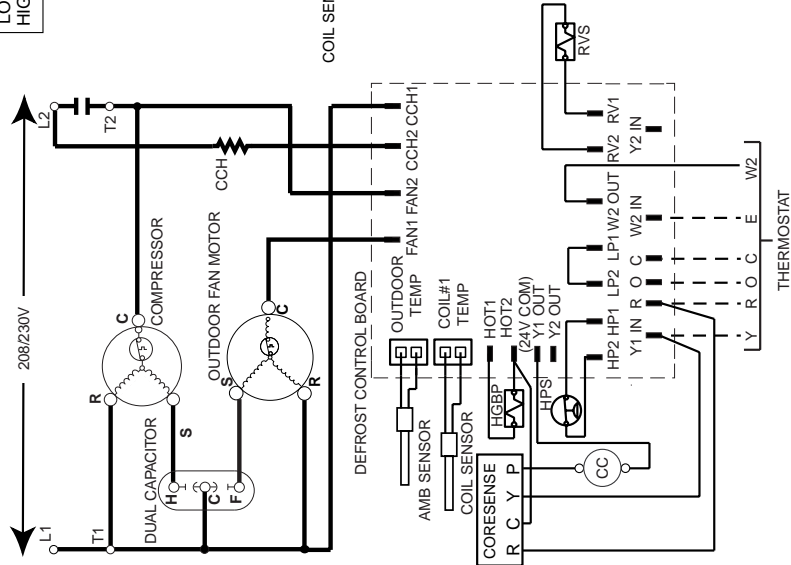 LO
HIG
COIL SEN
208/230V
L1
T1
L2
T2
CCH
COMPRESSOR
R
C
S
DUAL CAPACITOR
H
C
F
OUTDOOR FAN MOTOR
S
R
C
RVS
DEFROST CONTROL BOARD
FAN1
FAN2
CCH2
CCH1
OUTDOOR
TEMP
COIL#1
TEMP
AMB SENSOR
COIL SENSOR
HOT1
HOT2
(24V COM)
Y1 OUT
Y2 OUT
HGBP
HPS
HP2
HP1
LP2
LP1
W2 OUT
RV2
RV1
Y1 IN
R
O
C
W2 IN
Y2 IN
CORESENSE
R
C
Y
P
CC
Y
R
O
C
E
W2
THERMOSTAT